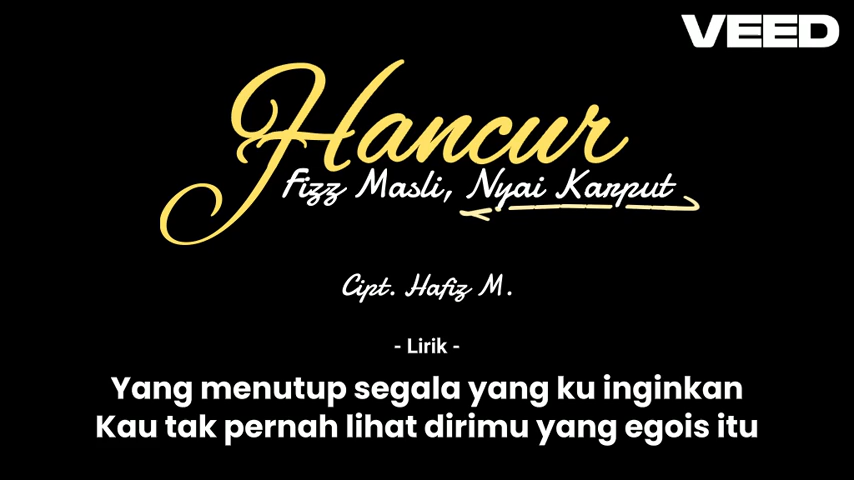 VEED
Hancur
Fizz Masli, Nyai Karput
Cipt. Hafiz M.
- Lirik -
Yang menutup segala yang ku inginkan
Kau tak pernah lihat dirimu yang egois itu